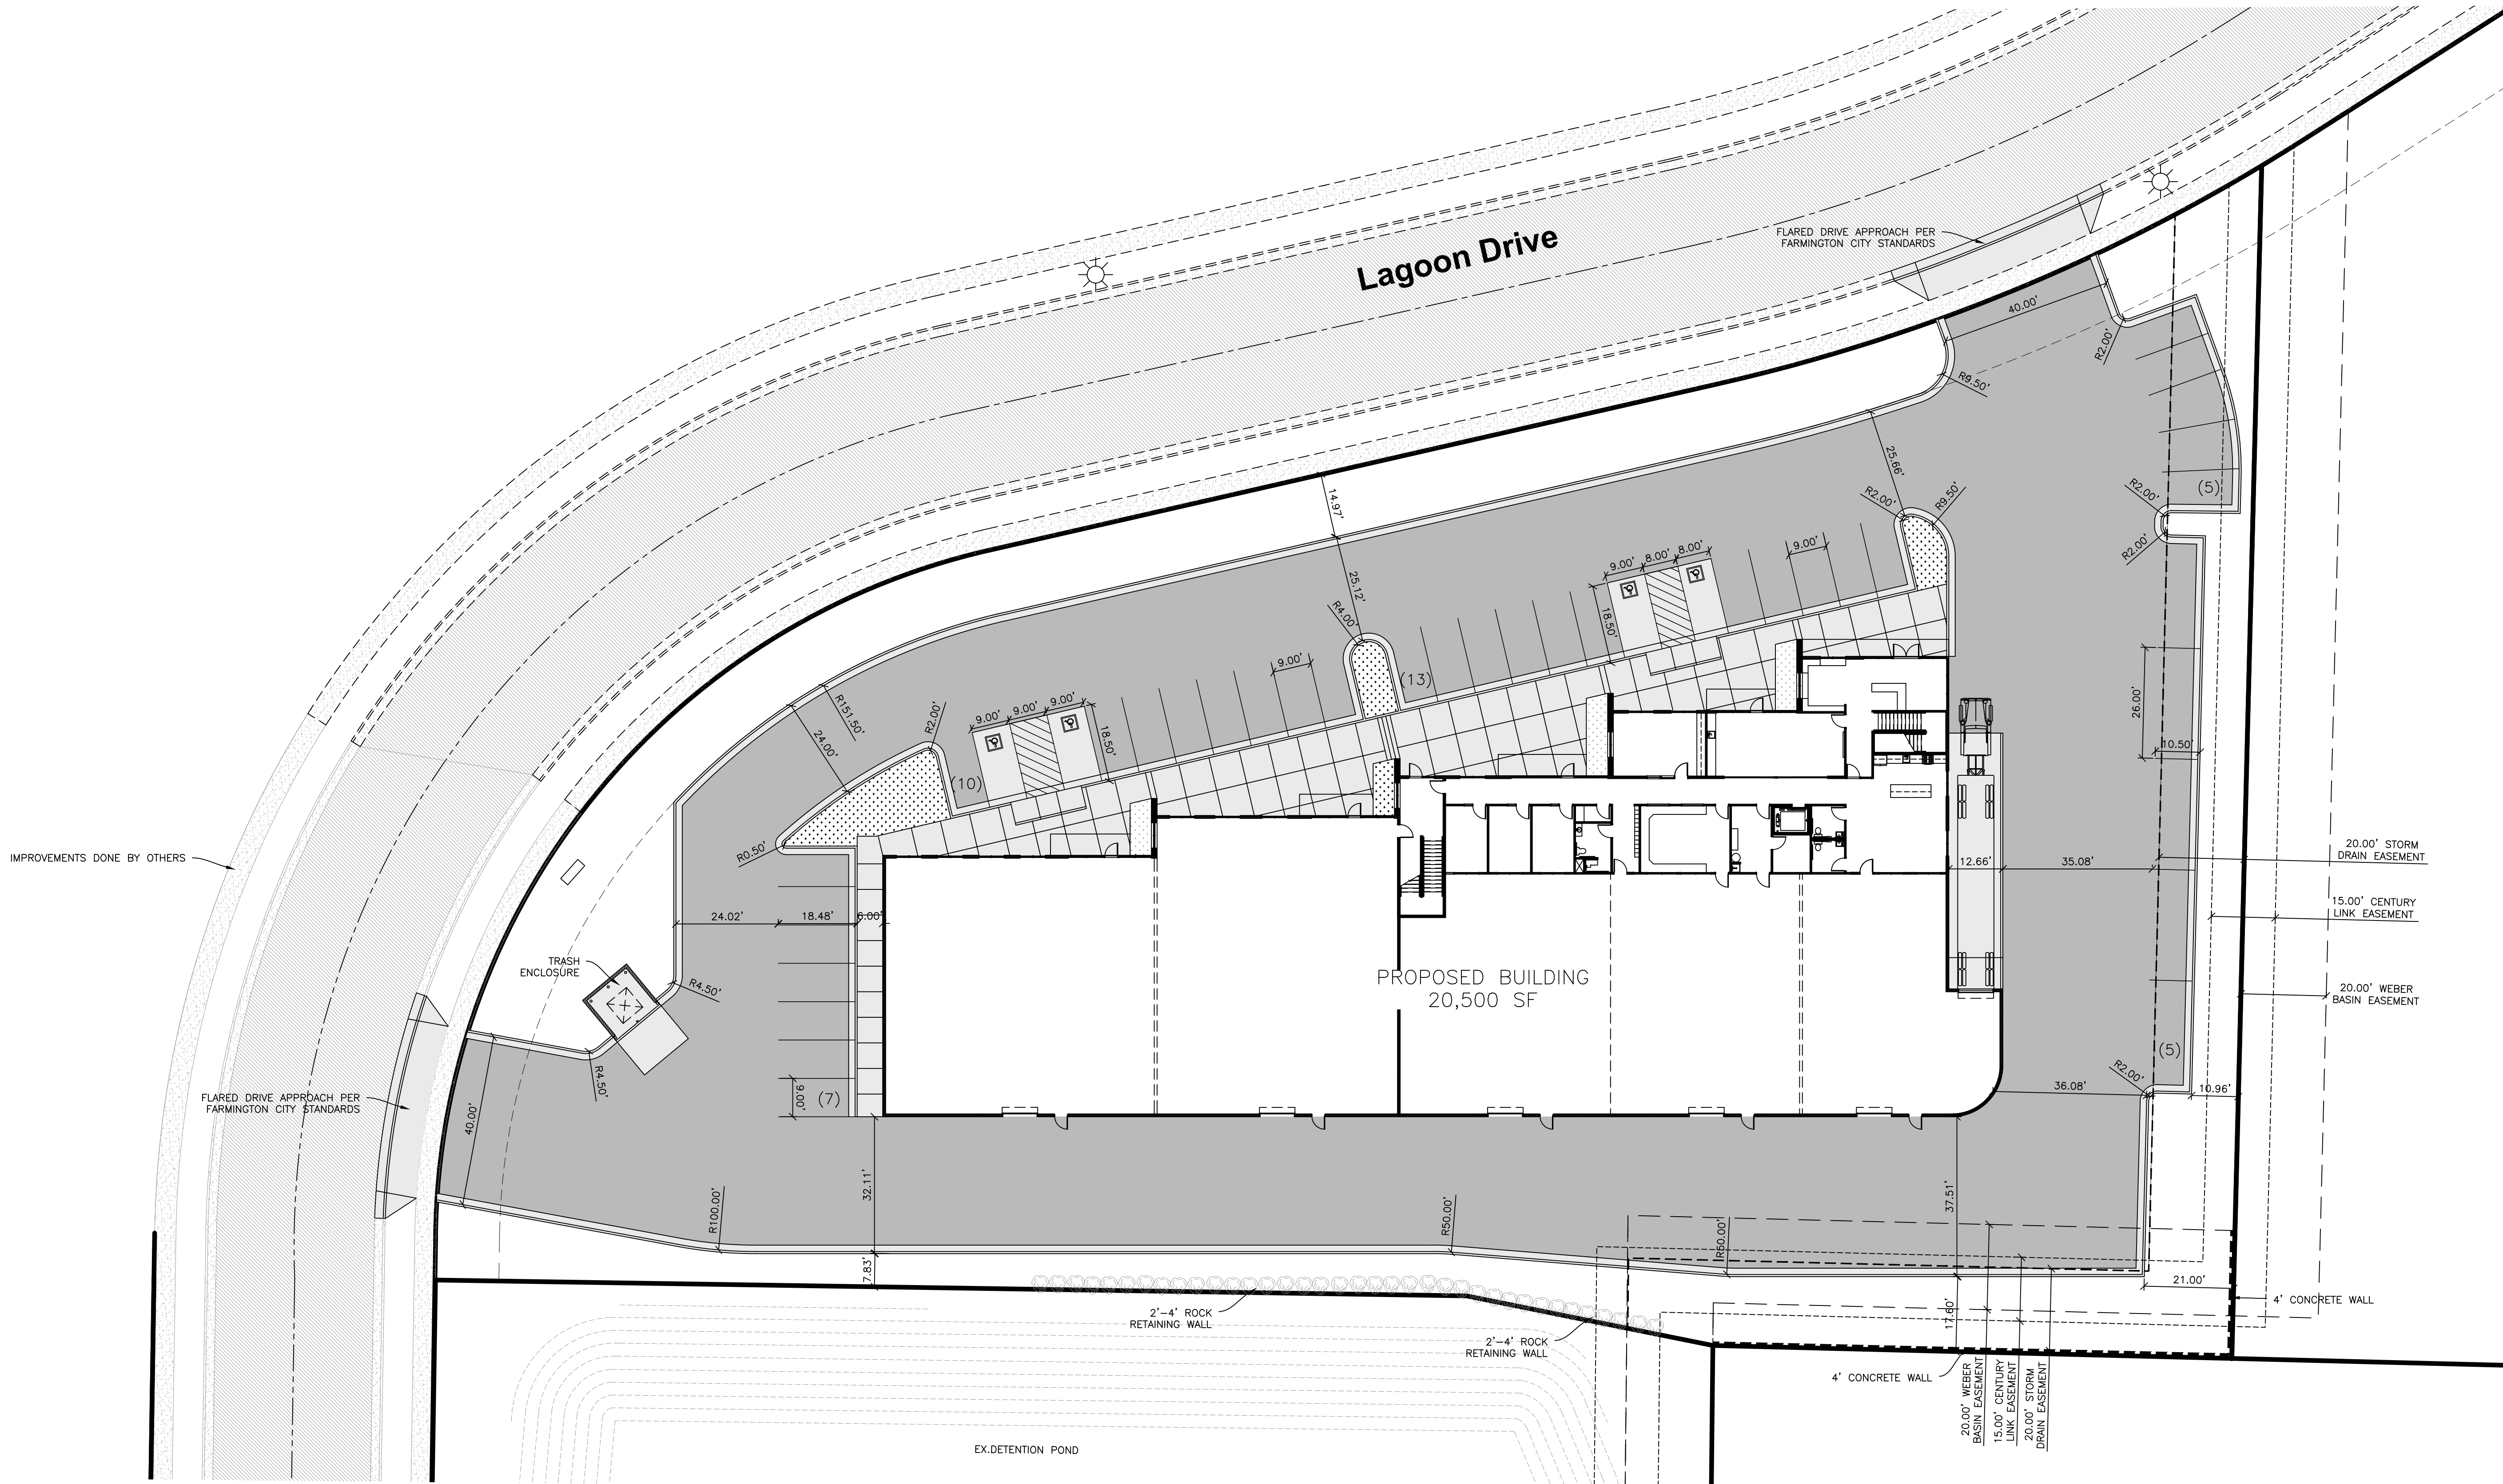 Lagoon Drive
FLARED DRIVE APPROACH PER
FARMINGTON CITY STANDARDS
40.00'
R2.00'
R9.50'
25.66'
R2.00'
R9.50'
R2.00'
(5)
R2.00'
14.97'
25.12'
R4.00'
9.00'
8.00'
8.00'
9.00'
18.50'
9.00'
(13)
R151.50'
24.00'
R2.00'
9.00'
9.00'
9.00'
18.50'
(10)
R0.50'
26.00'
10.50'
IMPROVEMENTS DONE BY OTHERS
20.00' STORM
DRAIN EASEMENT
12.66'
35.08'
24.02'
18.48'
6.00'
15.00' CENTURY
LINK EASEMENT
TRASH
ENCLOSURE
R4.50'
PROPOSED BUILDING
20,500 SF
20.00' WEBER
BASIN EASEMENT
R4.50'
(5)
R2.00'
36.08'
10.96'
9.00'
(7)
FLARED DRIVE APPROACH PER
FARMINGTON CITY STANDARDS
40.00'
32.11'
R100.00'
R50.00'
R50.00'
37.51'
7.83'
21.00'
4' CONCRETE WALL
2'-4' ROCK
RETAINING WALL
2'-4' ROCK
RETAINING WALL
17.60'
4' CONCRETE WALL
20.00' WEBER
BASIN EASEMENT
15.00' CENTURY
LINK EASEMENT
20.00' STORM
DRAIN EASEMENT
EX.DETENTION POND